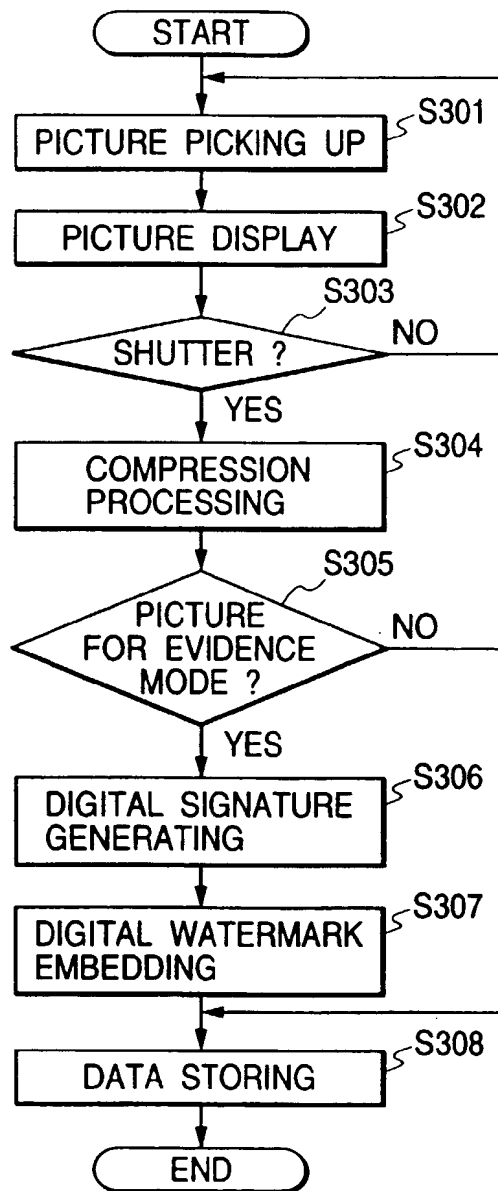 START
PICTURE PICKING UP
S301
PICTURE DISPLAY
S302
SHUTTER ?
S303
NO
YES
COMPRESSION
PROCESSING
S304
PICTURE
FOR EVIDENCE
MODE ?
S305
NO
YES
DIGITAL SIGNATURE
GENERATING
S306
DIGITAL WATERMARK
EMBEDDING
S307
DATA STORING
S308
END